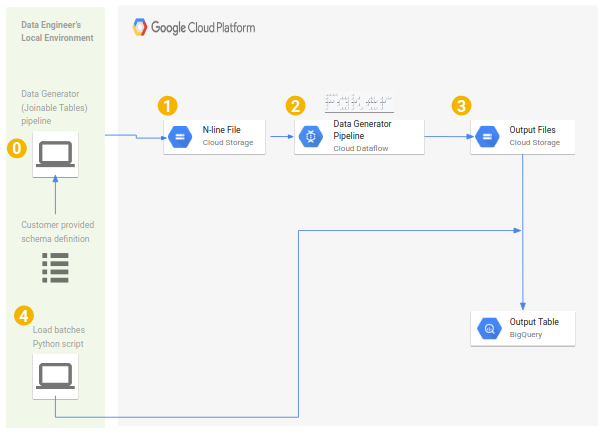 Data Engineer's
Local Environment
Google Cloud Platform
Data Generator
(Joinable Tables)
pipeline
0
Customer provided
schema definition
4
Load batches
Python script
1
N-line File
Cloud Storage
2
Faker
Data Generator
Pipeline
Cloud Dataflow
3
Output Files
Cloud Storage
Output Table
BigQuery